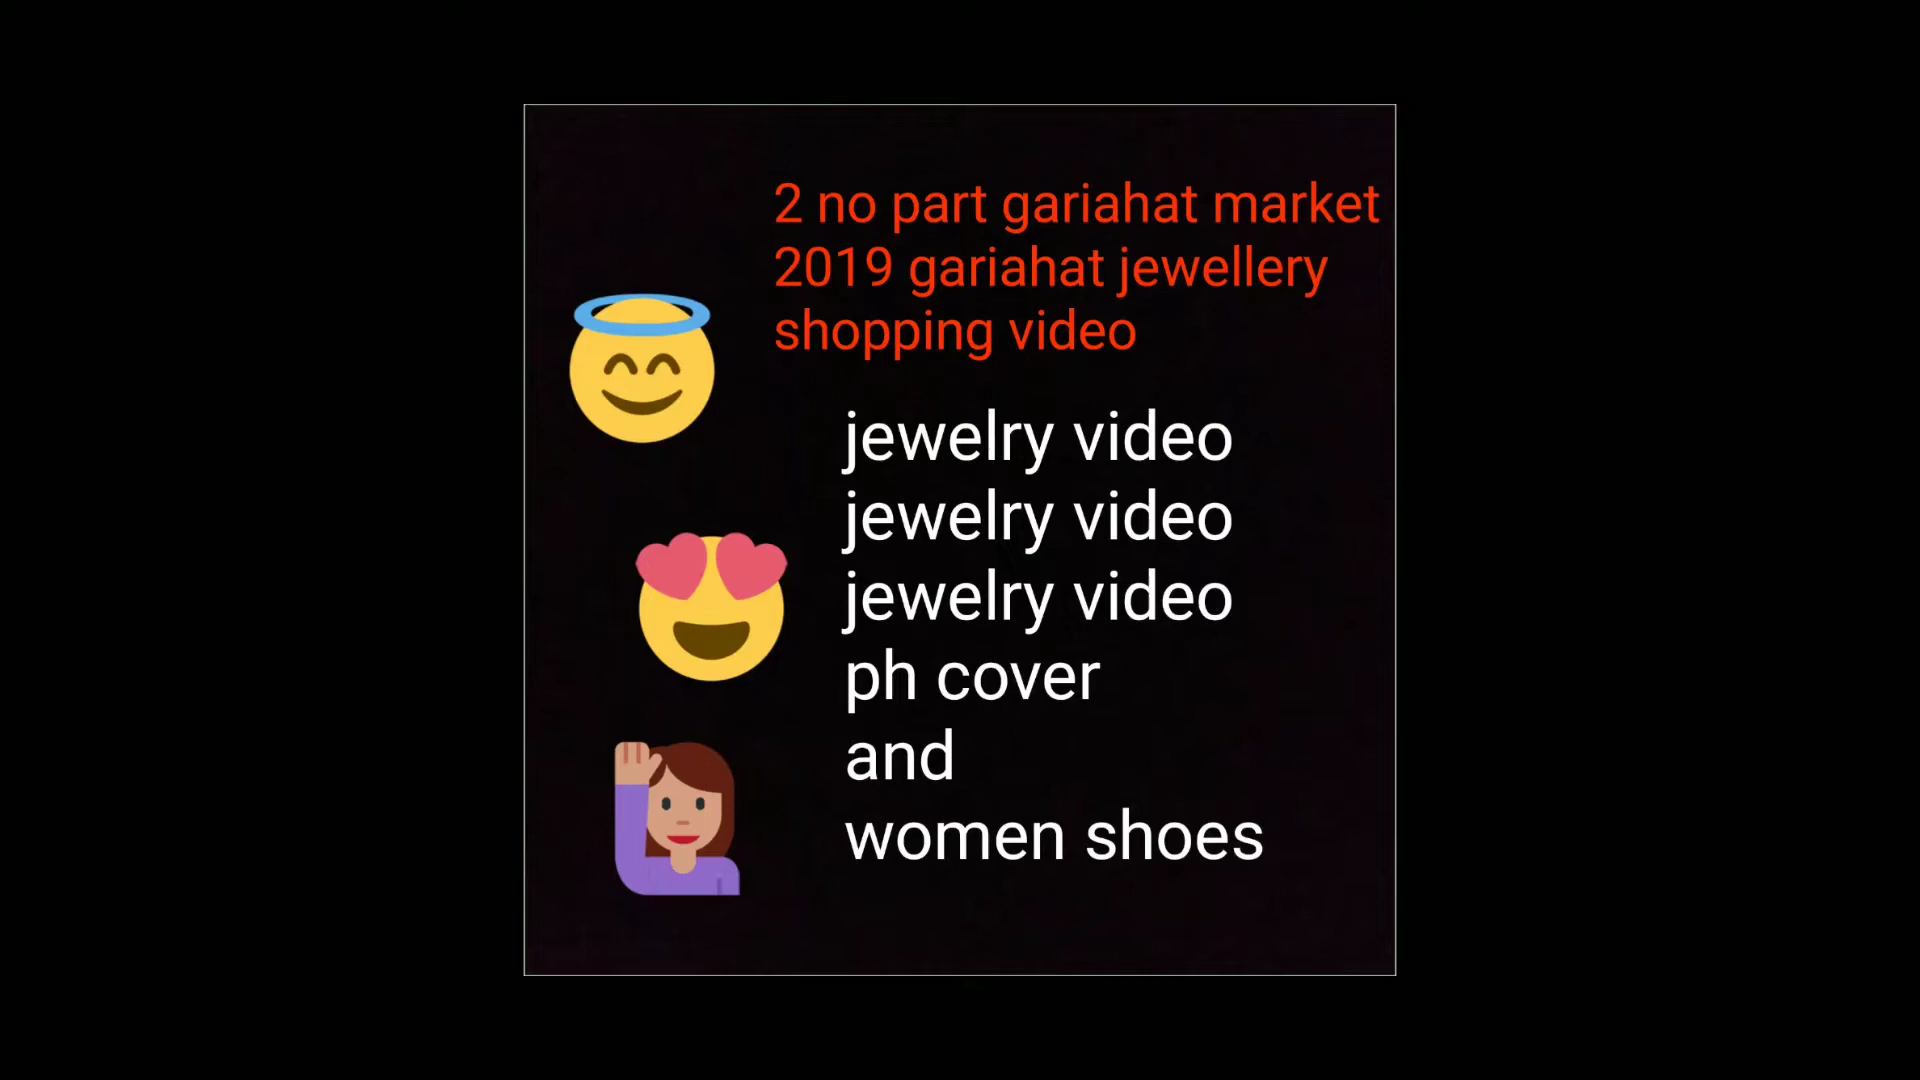 2 no part gariahat market
2019 gariahat jewellery
shopping video
jewelry video
jewelry video
jewelry video
ph cover
and
women shoes